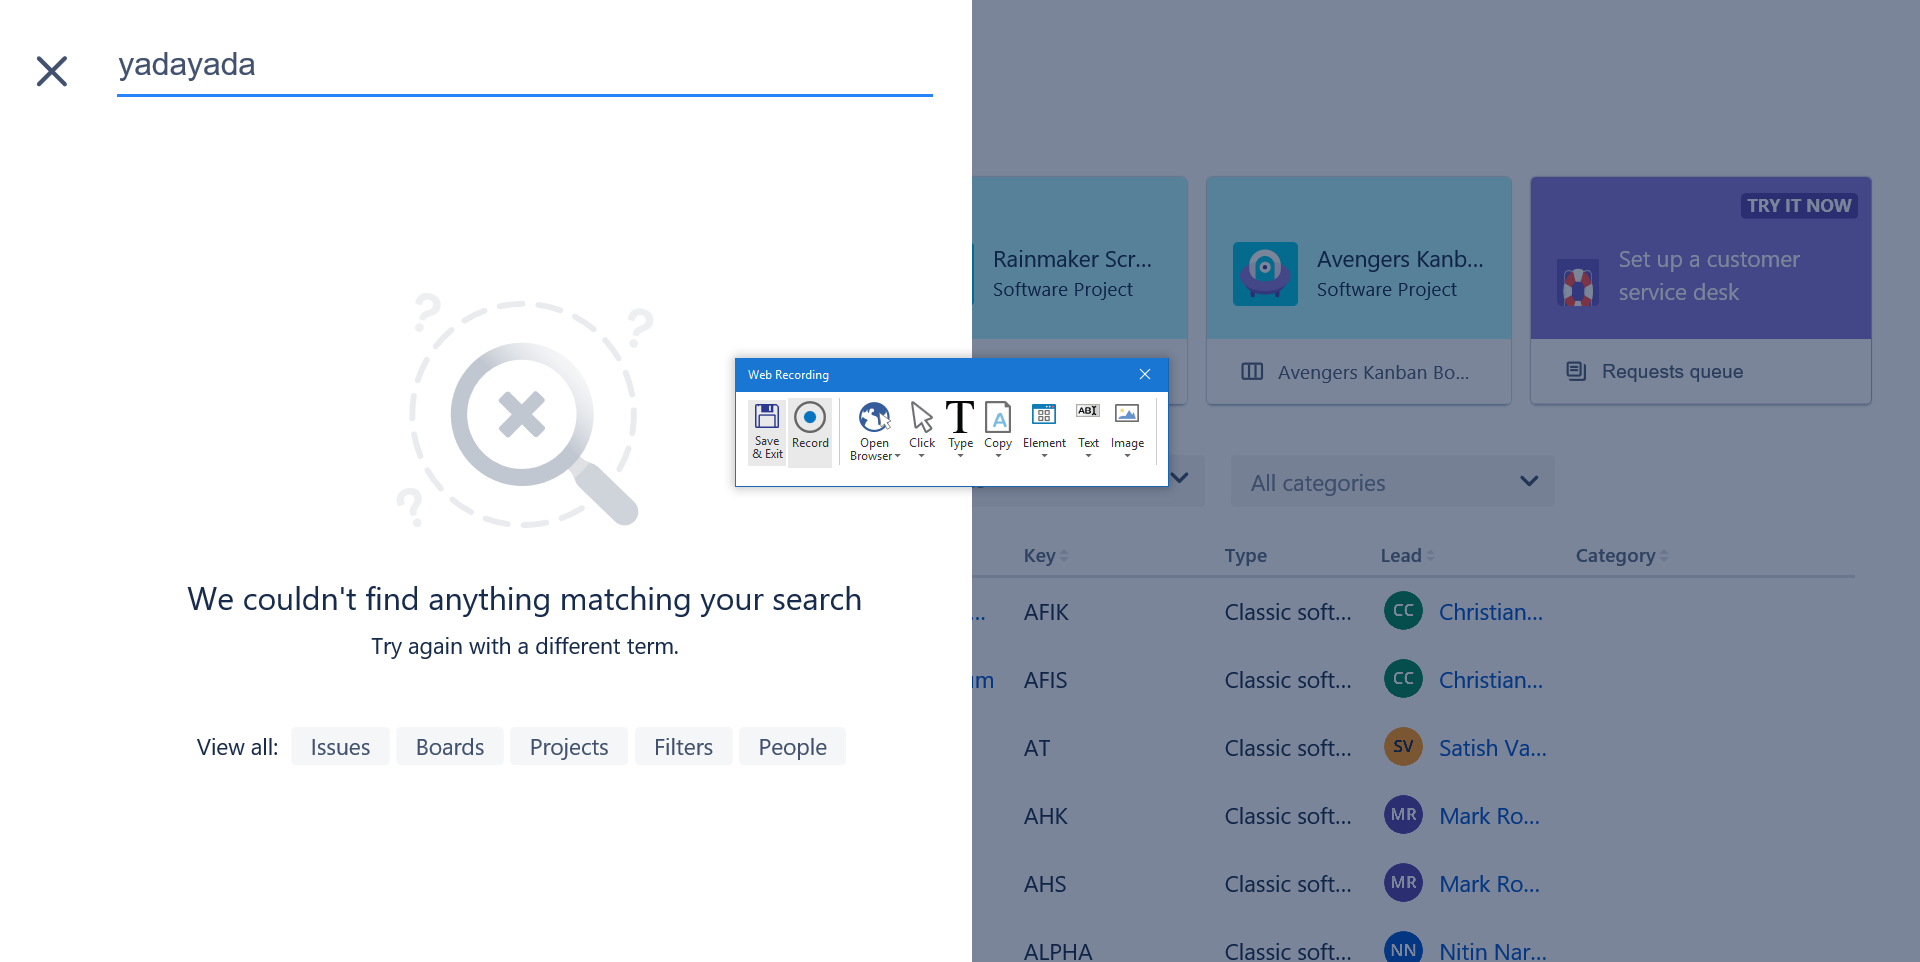 yadayada
We couldn't find anything matching your search
Try again with a different term.
View all: Issues Boards Projects Filters People
Web Recording
Save & Exit
Record
Open Browser
Click
Type
Copy
Element
Text
Image
Rainmaker Scr...
Software Project
Avengers Kanb...
Software Project
Avengers Kanban Bo...
TRY IT NOW
Set up a customer
service desk
Requests queue
All categories
Key Type Lead Category
... AFIK Classic soft... CC Christian...
um AFIS Classic soft... CC Christian...
AT Classic soft... SV Satish Va...
AHK Classic soft... MR Mark Ro...
AHS Classic soft... MR Mark Ro...
ALPHA Classic soft... NN Nitin Nar...